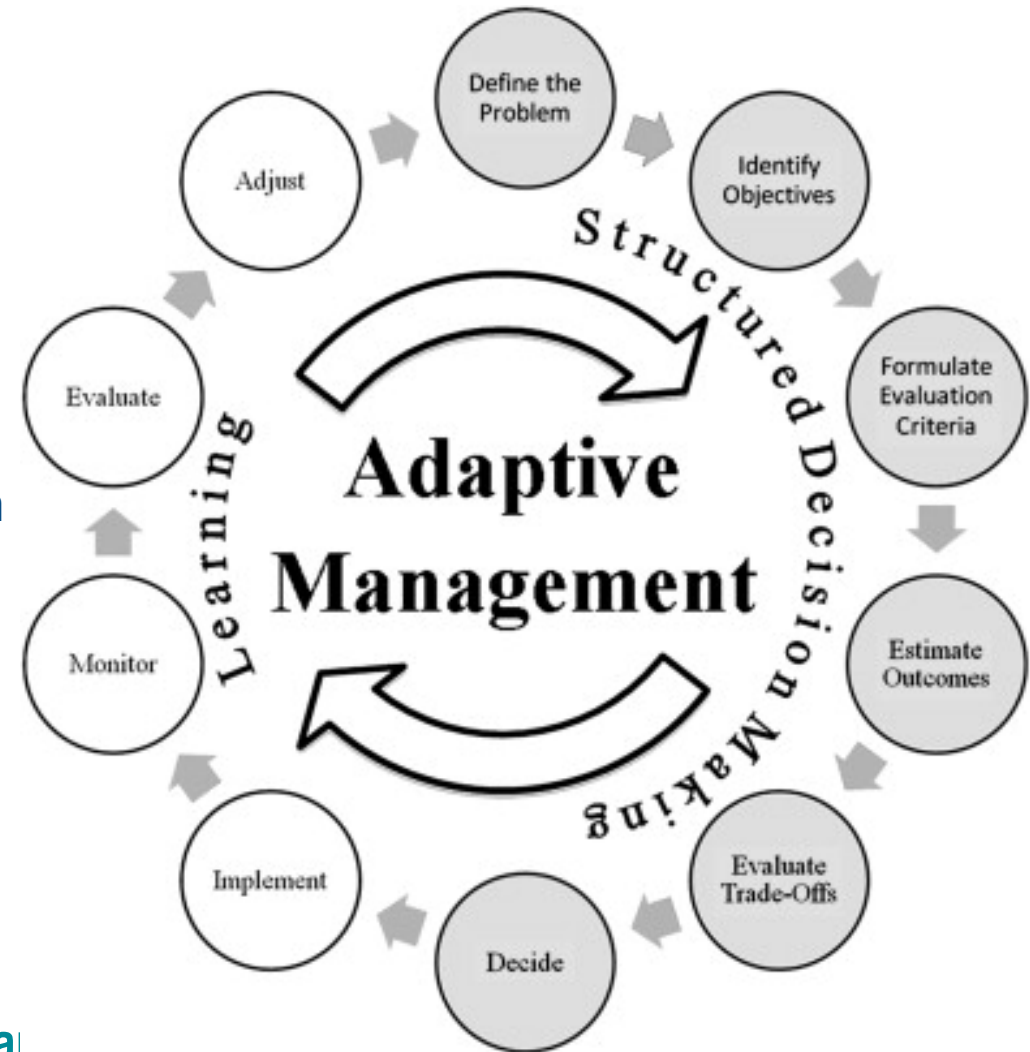 Define the
Problem
Identify
Objectives
Formulate
Evaluation
Criteria
Estimate
Outcomes
Evaluate
Trade-Offs
Decide
Implement
Monitor
Evaluate
Adjust
Structured Decision Making
Learning
Adaptive
Management